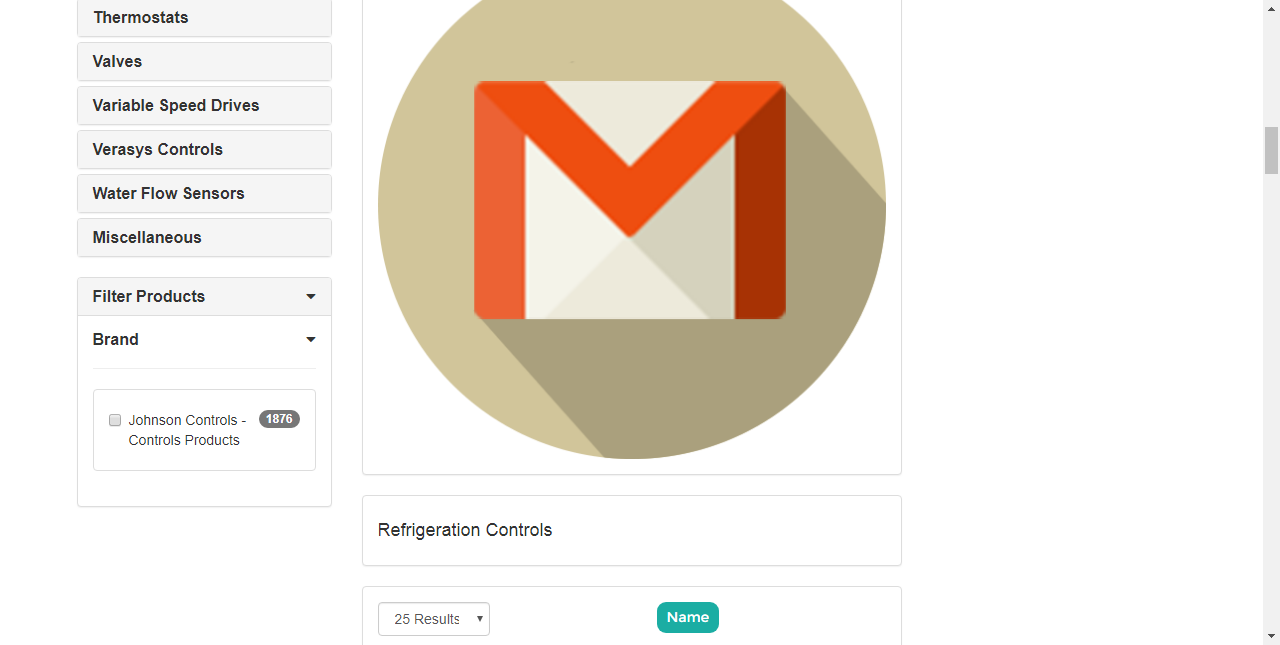 Thermostats
Valves
Variable Speed Drives
Verasys Controls
Water Flow Sensors
Miscellaneous
Filter Products
Brand
Johnson Controls - 1876
Controls Products
Refrigeration Controls
25 Results
Name